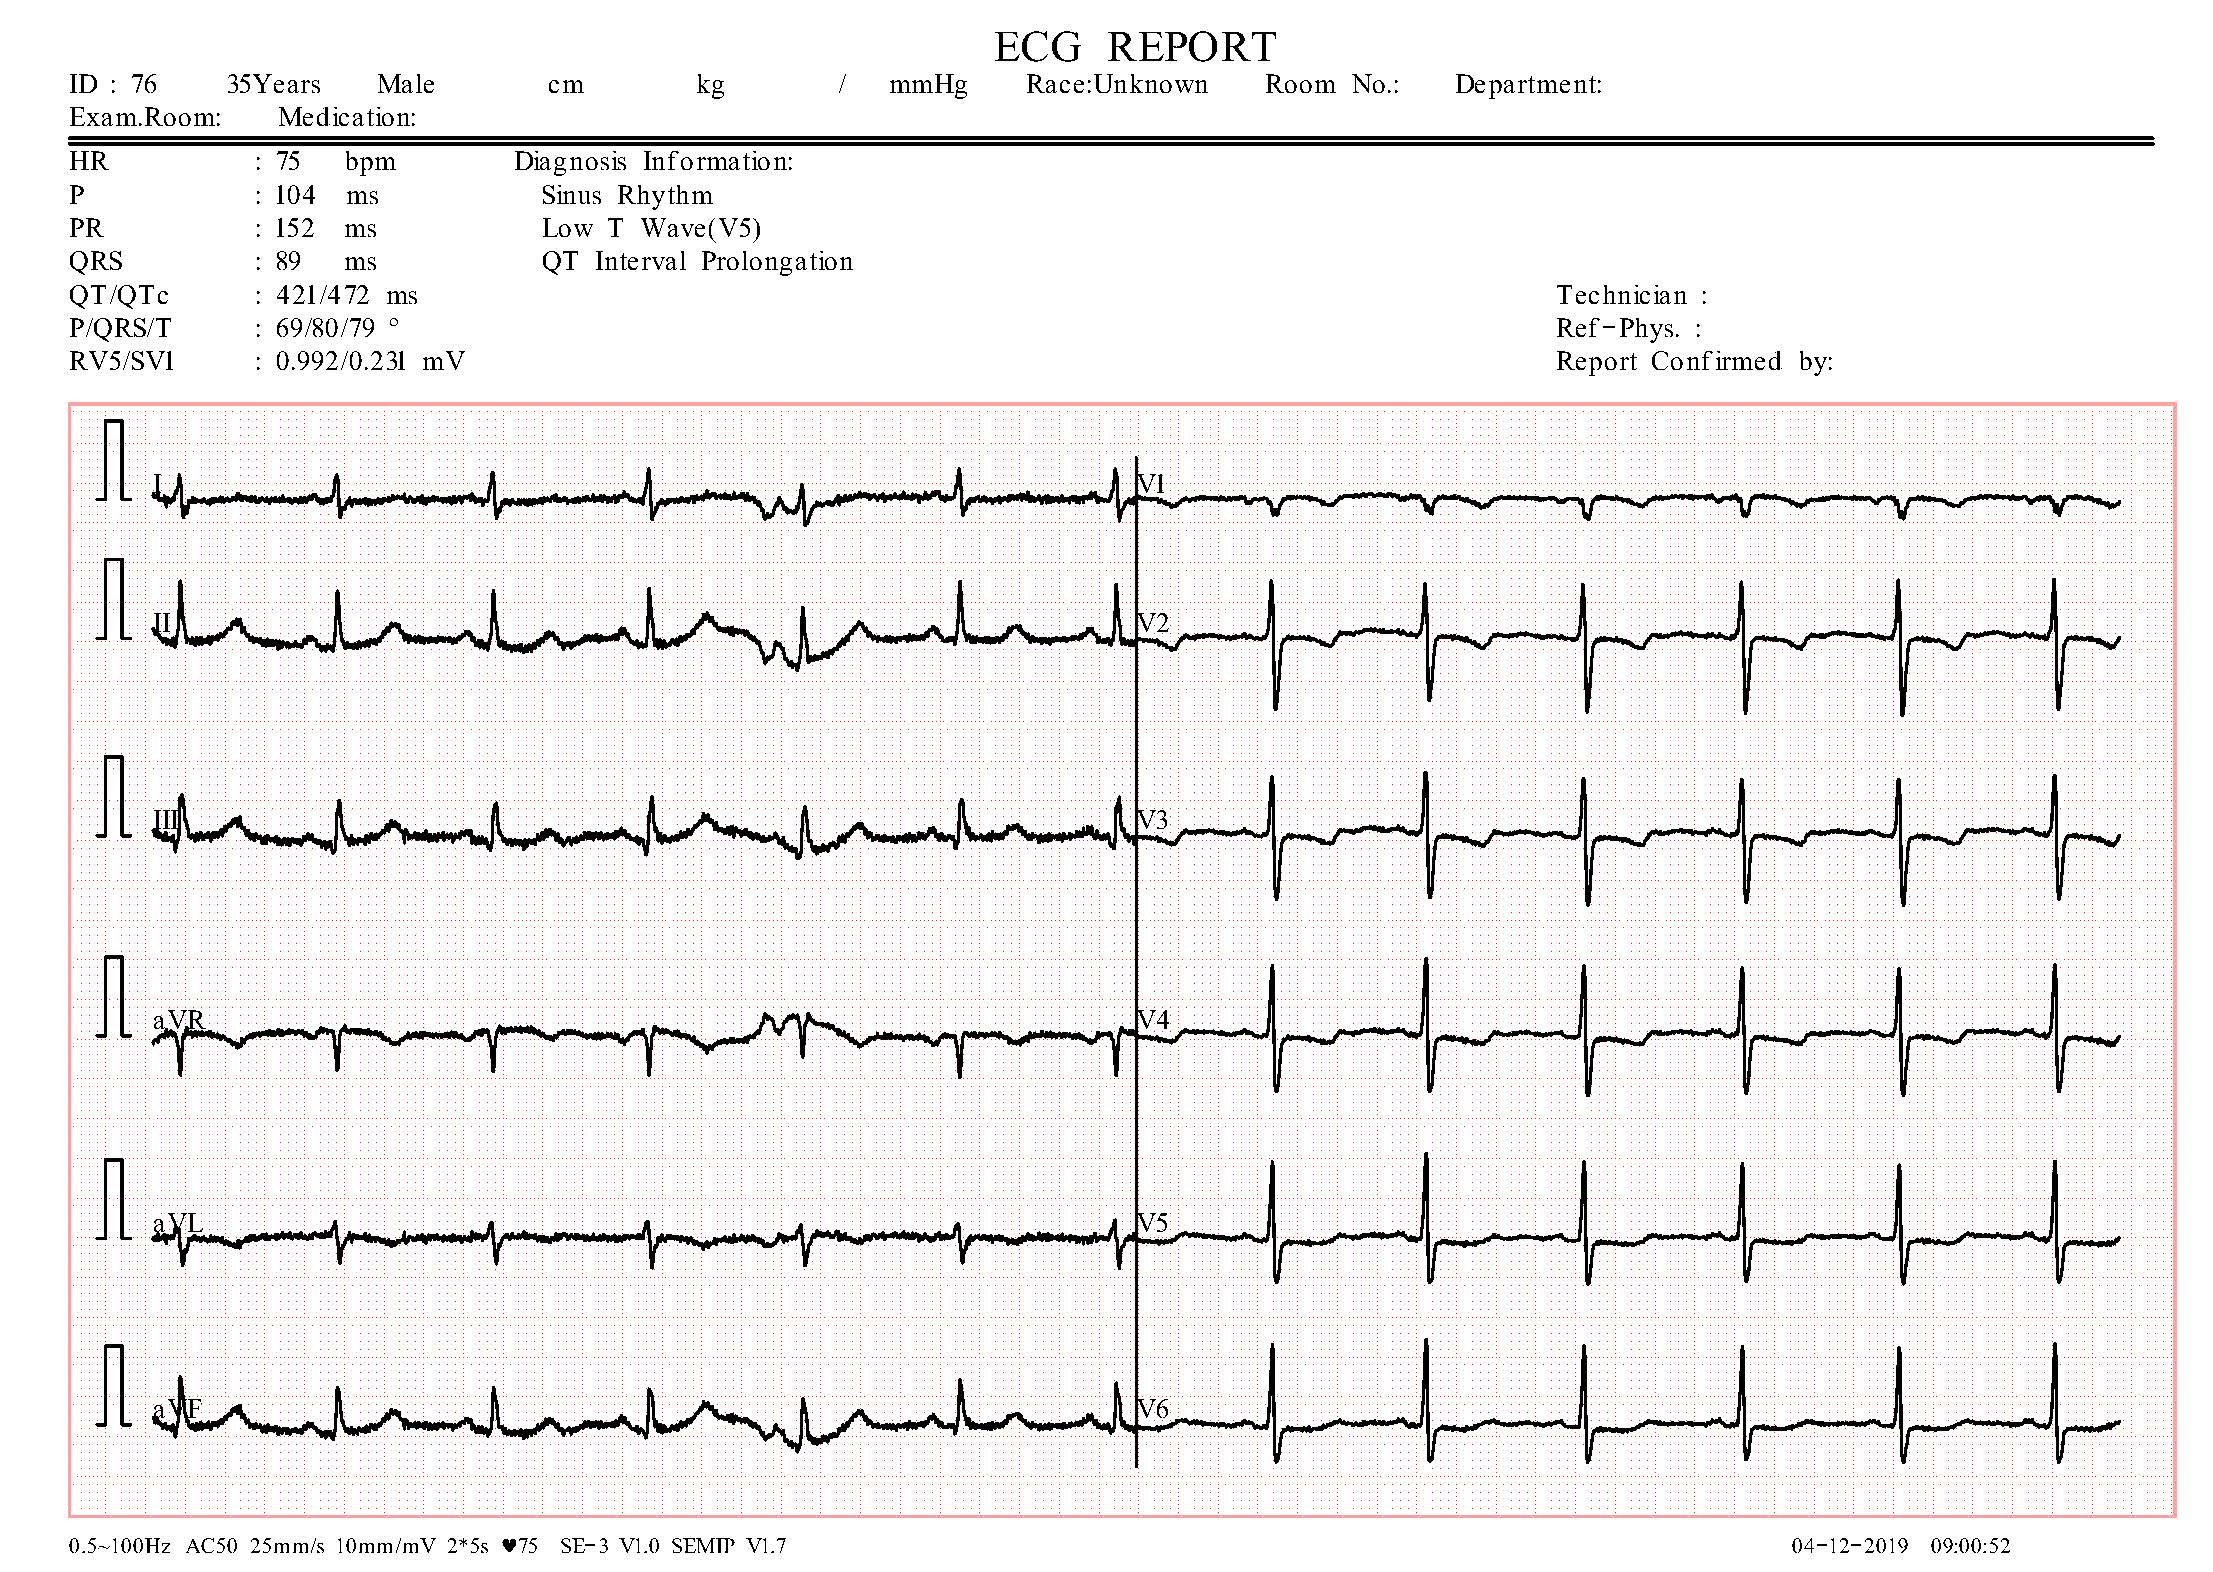 ECG REPORT
ID : 76 35Years Male cm kg / mmHg Race:Unknown Room No.: Department:
Exam.Room: Medication:
HR : 75 bpm Diagnosis Information:
P : 104 ms Sinus Rhythm
PR : 152 ms Low T Wave(V5)
QRS : 89 ms QT Interval Prolongation
QT/QTc : 421/472 ms Technician :
P/QRS/T : 69/80/79 ° Ref-Phys. :
RV5/SV1 : 0.992/0.231 mV Report Confirmed by:
I V1
II V2
III V3
aVR V4
aVL V5
aVF V6
0.5~100Hz AC50 25mm/s 10mm/mV 2*5s ♥75 SE-3 V1.0 SEMIP V1.7 04-12-2019 09:00:52